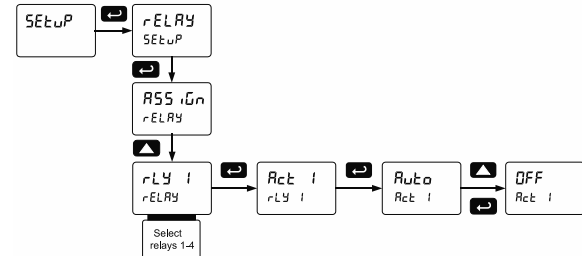 SEtuP
rELAY
SEtuP
ASSiGn
rELAY
rLY 1
rELAY
Act 1
rLY 1
Auto
Act 1
OFF
Act 1
Select
relays 1-4